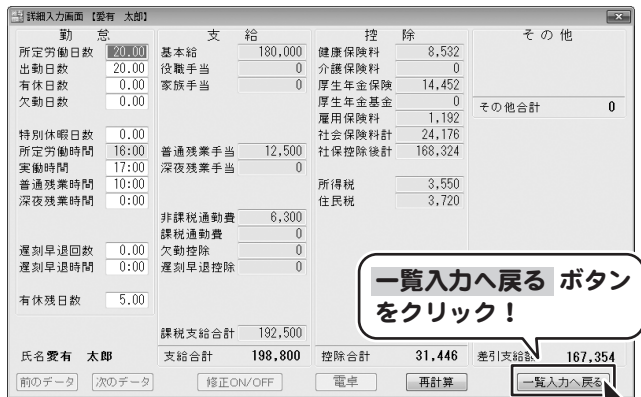 詳細入力画面 【愛有 太郎】
勤 怠 支 給 控 除 その他
所定労働日数 20.00 基本給 180,000 健康保険料 8,532
出勤日数 20.00 役職手当 0 介護保険料 0
有休日数 0.00 家族手当 0 厚生年金保険 14,452
欠勤日数 0.00 厚生年金基金 0 その他合計 0
雇用保険料 1,192
特別休暇日数 0.00 社会保険料計 24,176
所定労働時間 16:00 普通残業手当 12,500 社保控除後計 168,324
実働時間 17:00 深夜残業手当 0
普通残業時間 10:00 所得税 3,550
深夜残業時間 0:00 住民税 3,720
非課税通勤費 6,300
課税通勤費 0
遅刻早退回数 0.00 欠勤控除 0
遅刻早退時間 0:00 遅刻早退控除 0
有休残日数 5.00
課税支給合計 192,500
氏名 愛有 太郎 支給合計 198,800 控除合計 31,446 差引支給額 167,354
前のデータ 次のデータ 修正ON/OFF 電卓 再計算 一覧入力へ戻る
一覧入力へ戻る ボタン
をクリック！